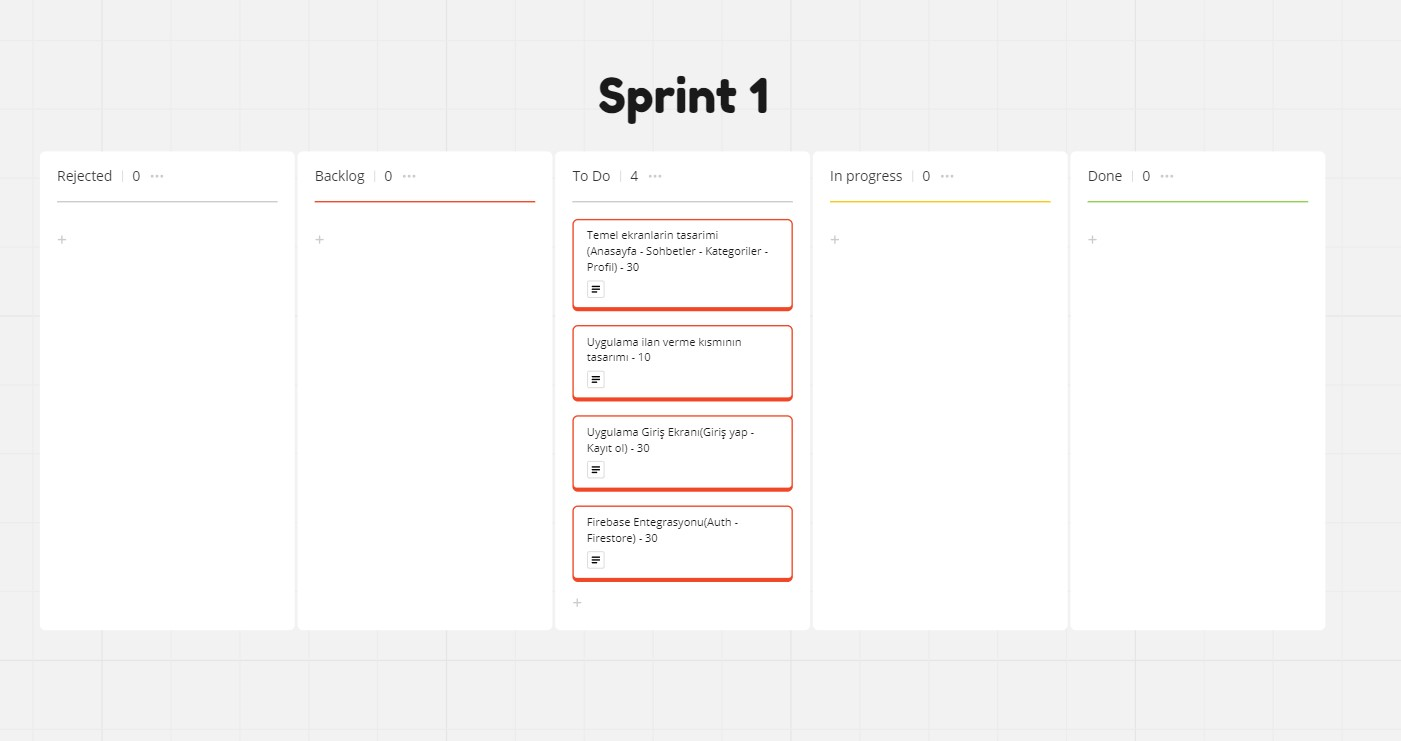 Sprint 1
Rejected 0
Backlog 0
To Do 4
In progress 0
Done 0
Temel ekranlarin tasarimi
(Anasayfa - Sohbetler - Kategoriler -
Profil) - 30
Uygulama ilan verme kısmının
tasarımı - 10
Uygulama Giriş Ekranı(Giriş yap -
Kayıt ol) - 30
Firebase Entegrasyonu(Auth -
Firestore) - 30